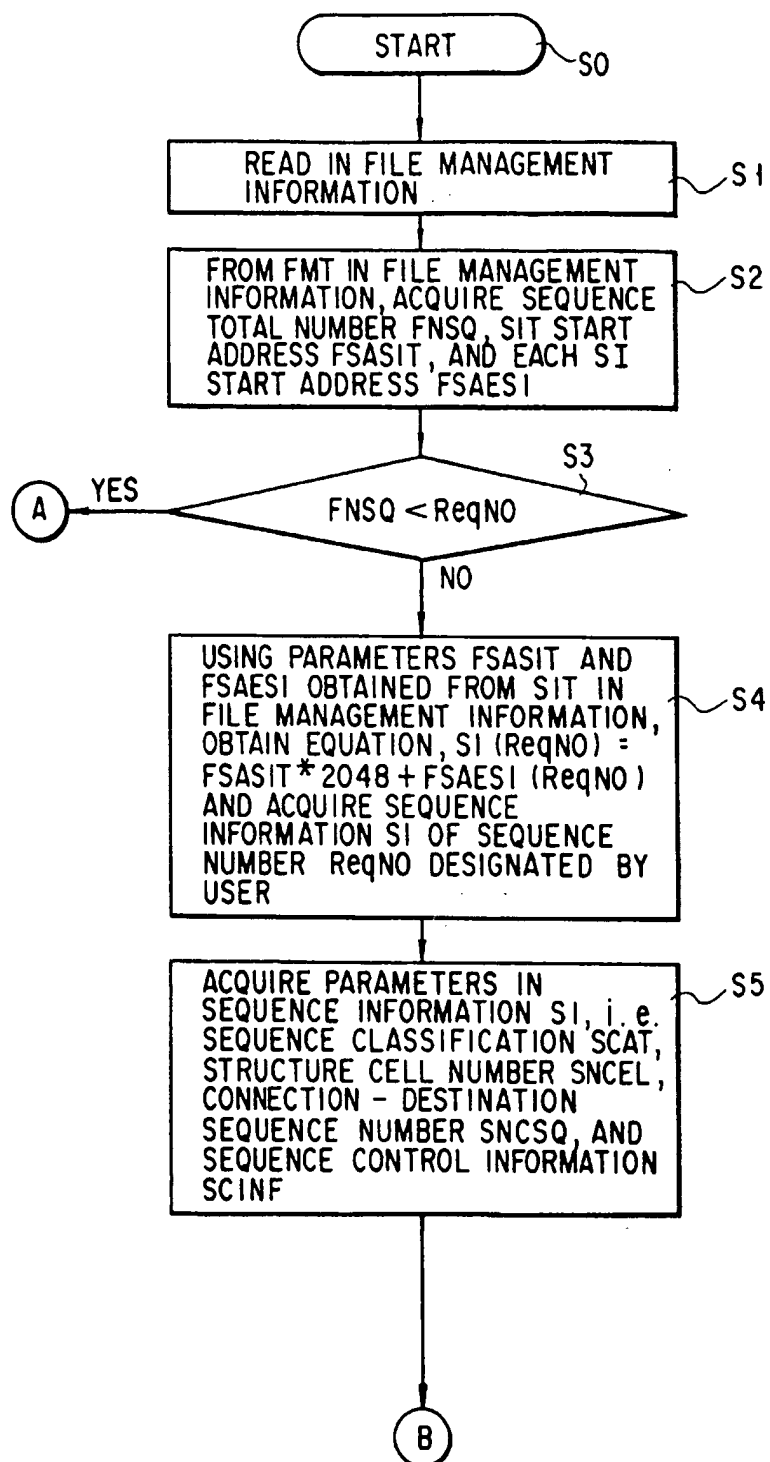 START
S0
READ IN FILE MANAGEMENT
INFORMATION
S1
FROM FMT IN FILE MANAGEMENT
INFORMATION, ACQUIRE SEQUENCE
TOTAL NUMBER FNSQ, SIT START
ADDRESS FSASIT, AND EACH SI
START ADDRESS FSAESI
S2
S3
FNSQ < ReqNO
YES
A
NO
USING PARAMETERS FSASIT AND
FSAESI OBTAINED FROM SIT IN
FILE MANAGEMENT INFORMATION,
OBTAIN EQUATION, SI (ReqNO) =
FSASIT * 2048 + FSAESI (ReqNO)
AND ACQUIRE SEQUENCE
INFORMATION SI OF SEQUENCE
NUMBER ReqNO DESIGNATED BY
USER
S4
ACQUIRE PARAMETERS IN
SEQUENCE INFORMATION SI, i. e.
SEQUENCE CLASSIFICATION SCAT,
STRUCTURE CELL NUMBER SNCEL,
CONNECTION - DESTINATION
SEQUENCE NUMBER SNCSQ, AND
SEQUENCE CONTROL INFORMATION
SCINF
S5
B